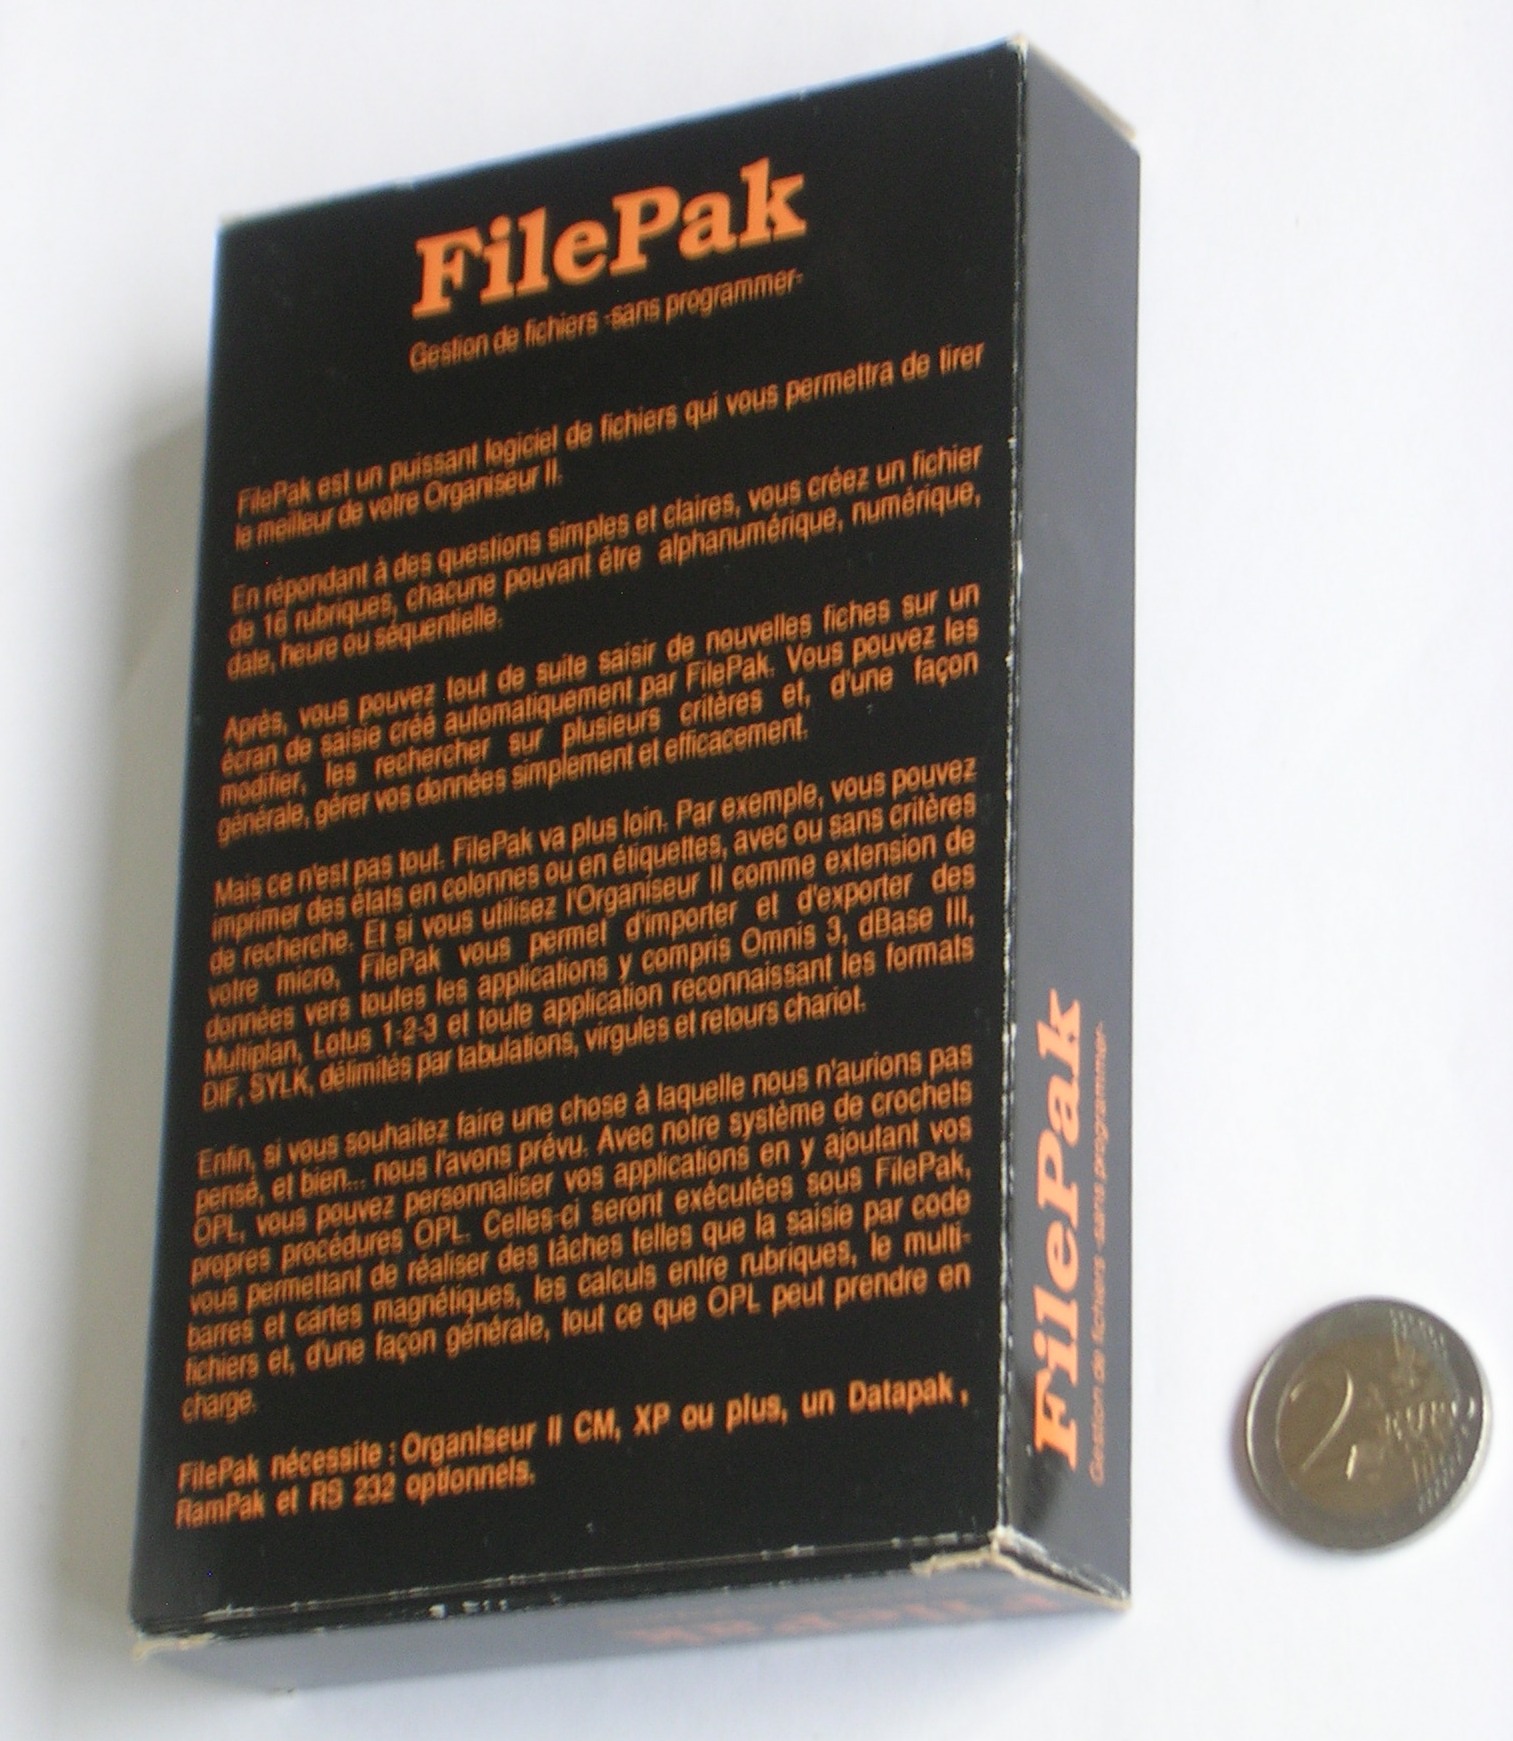 FilePak
Gestion de fichiers -sans programmer-
FilePak est un puissant logiciel de fichiers qui vous permettra de tirer
le meilleur de votre Organiseur II.
En répondant à des questions simples et claires, vous créez un fichier
de 16 rubriques, chacune pouvant être alphanumérique, numérique,
date, heure ou séquentielle.
Après, vous pouvez tout de suite saisir de nouvelles fiches sur un
écran de saisie créé automatiquement par FilePak. Vous pouvez les
modifier, les rechercher sur plusieurs critères et, d'une façon
générale, gérer vos données simplement et efficacement.
Mais ce n'est pas tout. FilePak va plus loin. Par exemple, vous pouvez
imprimer des états en colonnes ou en étiquettes, avec ou sans critères
de recherche. Et si vous utilisez l'Organiseur II comme extension de
votre micro, FilePak vous permet d'importer et d'exporter des
données vers toutes les applications y compris Omnis 3, dBase III,
Multiplan, Lotus 1-2-3 et toute application reconnaissant les formats
DIF, SYLK, délimités par tabulations, virgules et retours chariot.
Enfin, si vous souhaitez faire une chose à laquelle nous n'aurions pas
pensé, et bien... nous l'avons prévu. Avec notre système de crochets
OPL, vous pouvez personnaliser vos applications en y ajoutant vos
propres procédures OPL. Celles-ci seront exécutées sous FilePak,
vous permettant de réaliser des tâches telles que la saisie par code
barres et cartes magnétiques, les calculs entre rubriques, le multi-
fichiers et, d'une façon générale, tout ce que OPL peut prendre en
charge.
FilePak nécessite : Organiseur II CM, XP ou plus, un Datapak ,
RamPak et RS 232 optionnels.
FilePak
Gestion de fichiers -sans programmer-
FilePak
2 EURO